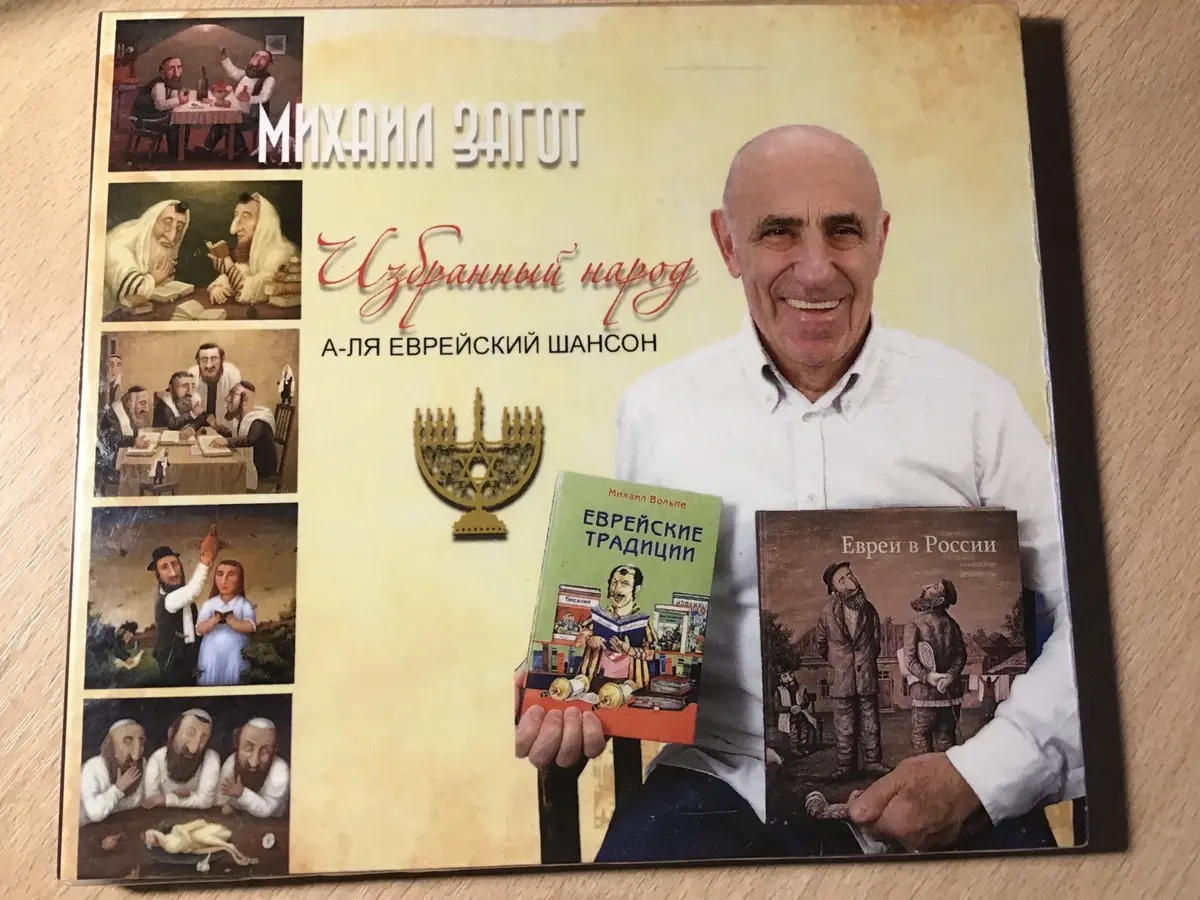 МИХАИЛ ЗАГОТ
Избранный народ
А-ЛЯ ЕВРЕЙСКИЙ ШАНСОН
Михаил Вольпе
ЕВРЕЙСКИЕ
ТРАДИЦИИ
Евреи в России